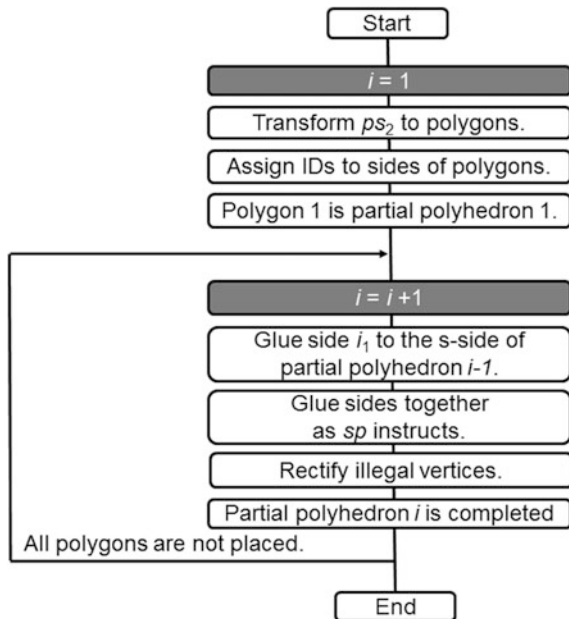 Start
i = 1
Transform ps₂ to polygons.
Assign IDs to sides of polygons.
Polygon 1 is partial polyhedron 1.
i = i +1
Glue side i₁ to the s-side of
partial polyhedron i-1.
Glue sides together
as sp instructs.
Rectify illegal vertices.
Partial polyhedron i is completed
All polygons are not placed.
End